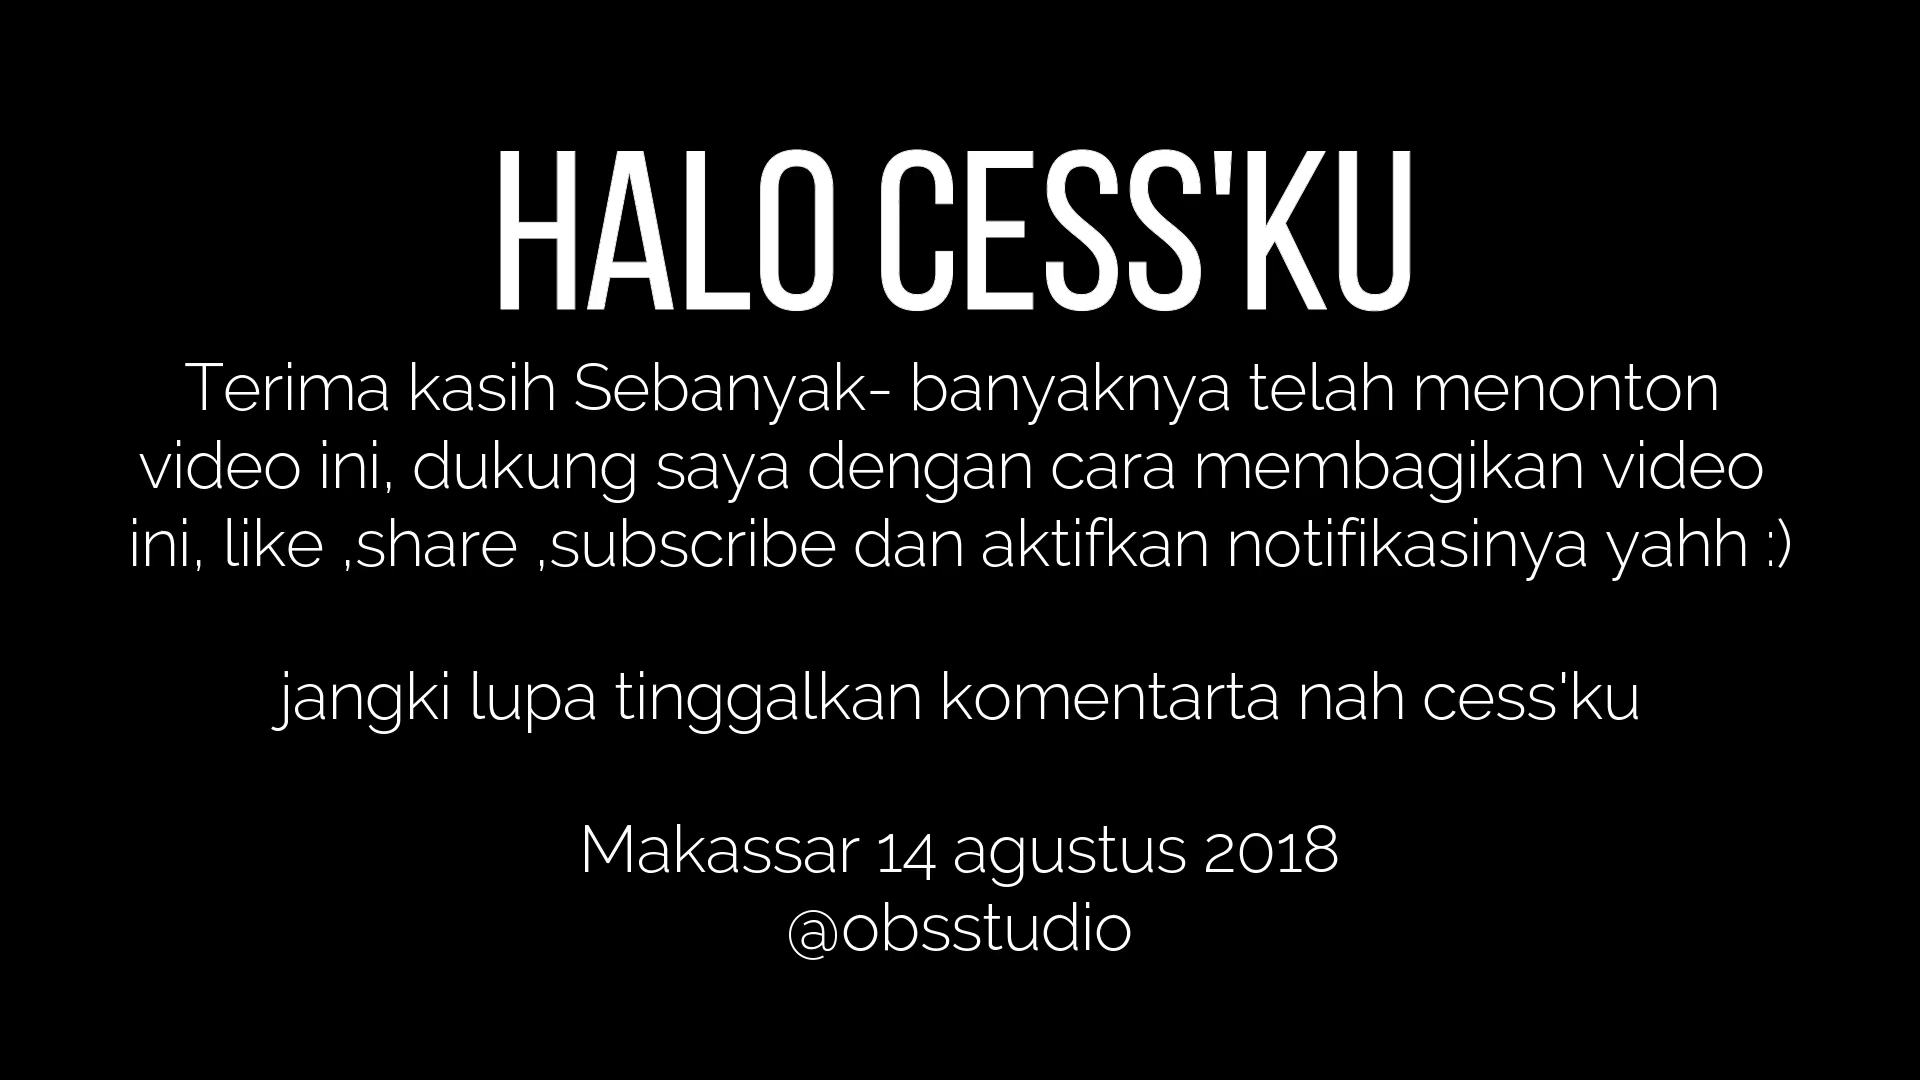 HALO CESS'KU
Terima kasih Sebanyak- banyaknya telah menonton
video ini, dukung saya dengan cara membagikan video
ini, like ,share ,subscribe dan aktifkan notifikasinya yahh :)
jangki lupa tinggalkan komentarta nah cess'ku
Makassar 14 agustus 2018
@obsstudio